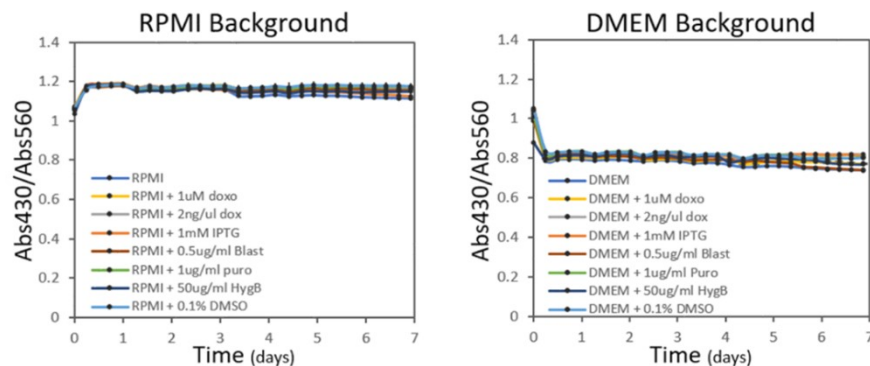 RPMI Background
Abs430/Abs560
1.4
1.2
1
0.8
0.6
0.4
0.2
0
RPMI
RPMI + 1uM doxo
RPMI + 2ng/ul dox
RPMI + 1mM IPTG
RPMI + 0.5ug/ml Blast
RPMI + 1ug/ml puro
RPMI + 50ug/ml HygB
RPMI + 0.1% DMSO
0 1 2 3 4 5 6 7
Time (days)
DMEM Background
Abs430/Abs560
1.4
1.2
1
0.8
0.6
0.4
0.2
0
DMEM
DMEM + 1uM doxo
DMEM + 2ng/ul dox
DMEM + 1mM IPTG
DMEM + 0.5ug/ml Blast
DMEM + 1ug/ml Puro
DMEM + 50ug/ml HygB
DMEM + 0.1% DMSO
0 1 2 3 4 5 6 7
Time (days)